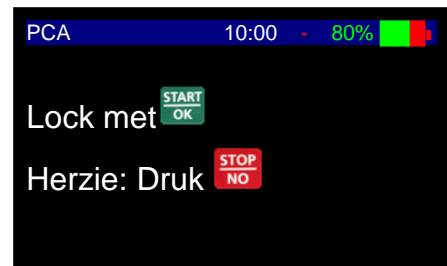 PCA 10:00 - 80%
Lock met START OK
Herzie: Druk STOP NO